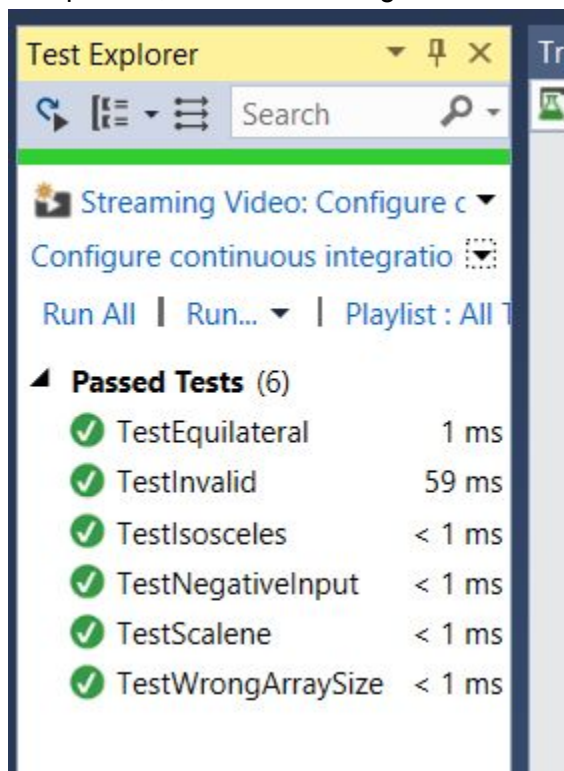 Test Explorer
Tr
Search
Streaming Video: Configure c
Configure continuous integratio
Run All | Run... | Playlist : All T
Passed Tests (6)
TestEquilateral 1 ms
TestInvalid 59 ms
TestIsosceles < 1 ms
TestNegativeInput < 1 ms
TestScalene < 1 ms
TestWrongArraySize < 1 ms